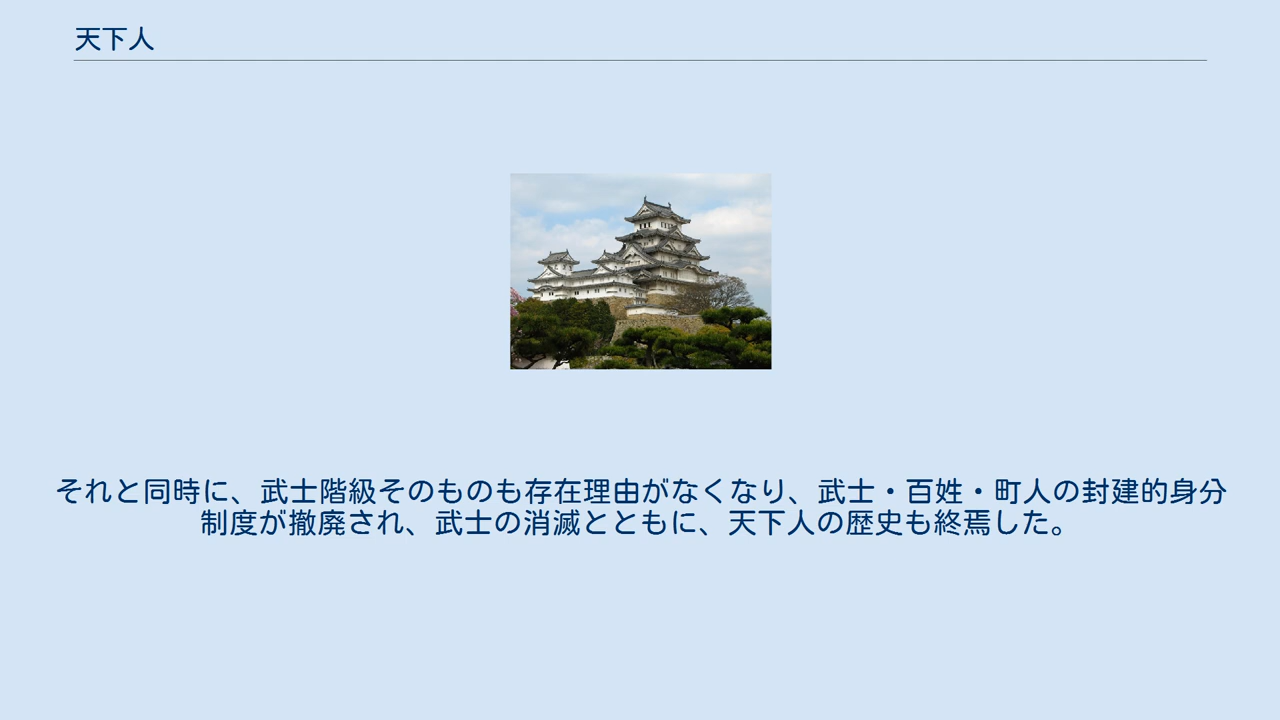 天下人
それと同時に、武士階級そのものも存在理由がなくなり、武士・百姓・町人の封建的身分
制度が撤廃され、武士の消滅とともに、天下人の歴史も終焉した。